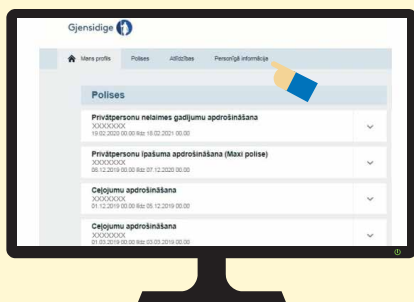 Gjensidige
Mans profils Polises Atlīdzības Personīgā informācija
Polises
Privātpersonu nelaimes gadījumu apdrošināšana
XXXXXXX
19.02.2020 00:00 līdz 18.02.2021 00:00
Privātpersonu īpašuma apdrošināšana (Maxi polise)
XXXXXXX
08.12.2019 00:00 līdz 07.12.2020 00:00
Ceļojumu apdrošināšana
XXXXXXX
01.12.2019 00:00 līdz 05.12.2019 00:00
Ceļojumu apdrošināšana
XXXXXXX
01.03.2019 00:00 līdz 03.03.2019 00:00